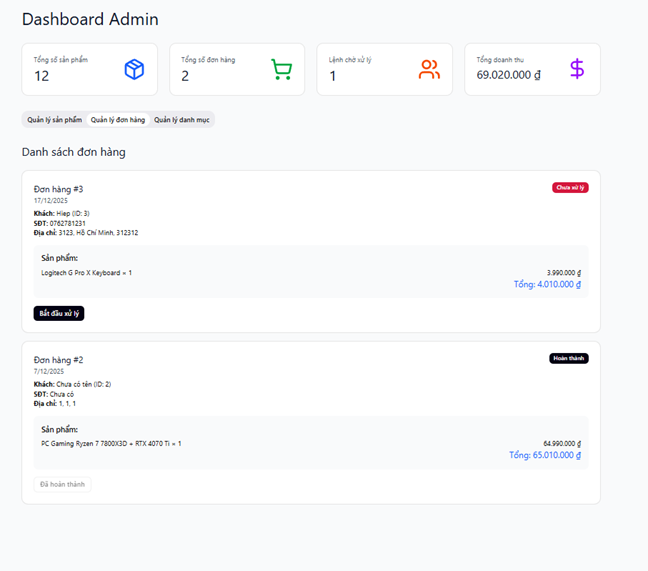 Dashboard Admin
Tổng số sản phẩm
12
Tổng số đơn hàng
2
Lệnh chờ xử lý
1
Tổng doanh thu
69.020.000 ₫
Quản lý sản phẩm Quản lý đơn hàng Quản lý danh mục
Danh sách đơn hàng
Đơn hàng #3 Chưa xử lý
17/12/2025
Khách: Hiep (ID: 3)
SĐT: 0762781231
Địa chỉ: 3123, Hồ Chí Minh, 312312
Sản phẩm:
Logitech G Pro X Keyboard × 1 3.990.000 ₫
Tổng: 4.010.000 ₫
Bắt đầu xử lý
Đơn hàng #2 Hoàn thành
7/12/2025
Khách: Chưa có tên (ID: 2)
SĐT: Chưa có
Địa chỉ: 1, 1, 1
Sản phẩm:
PC Gaming Ryzen 7 7800X3D + RTX 4070 Ti × 1 64.990.000 ₫
Tổng: 65.010.000 ₫
Đã hoàn thành